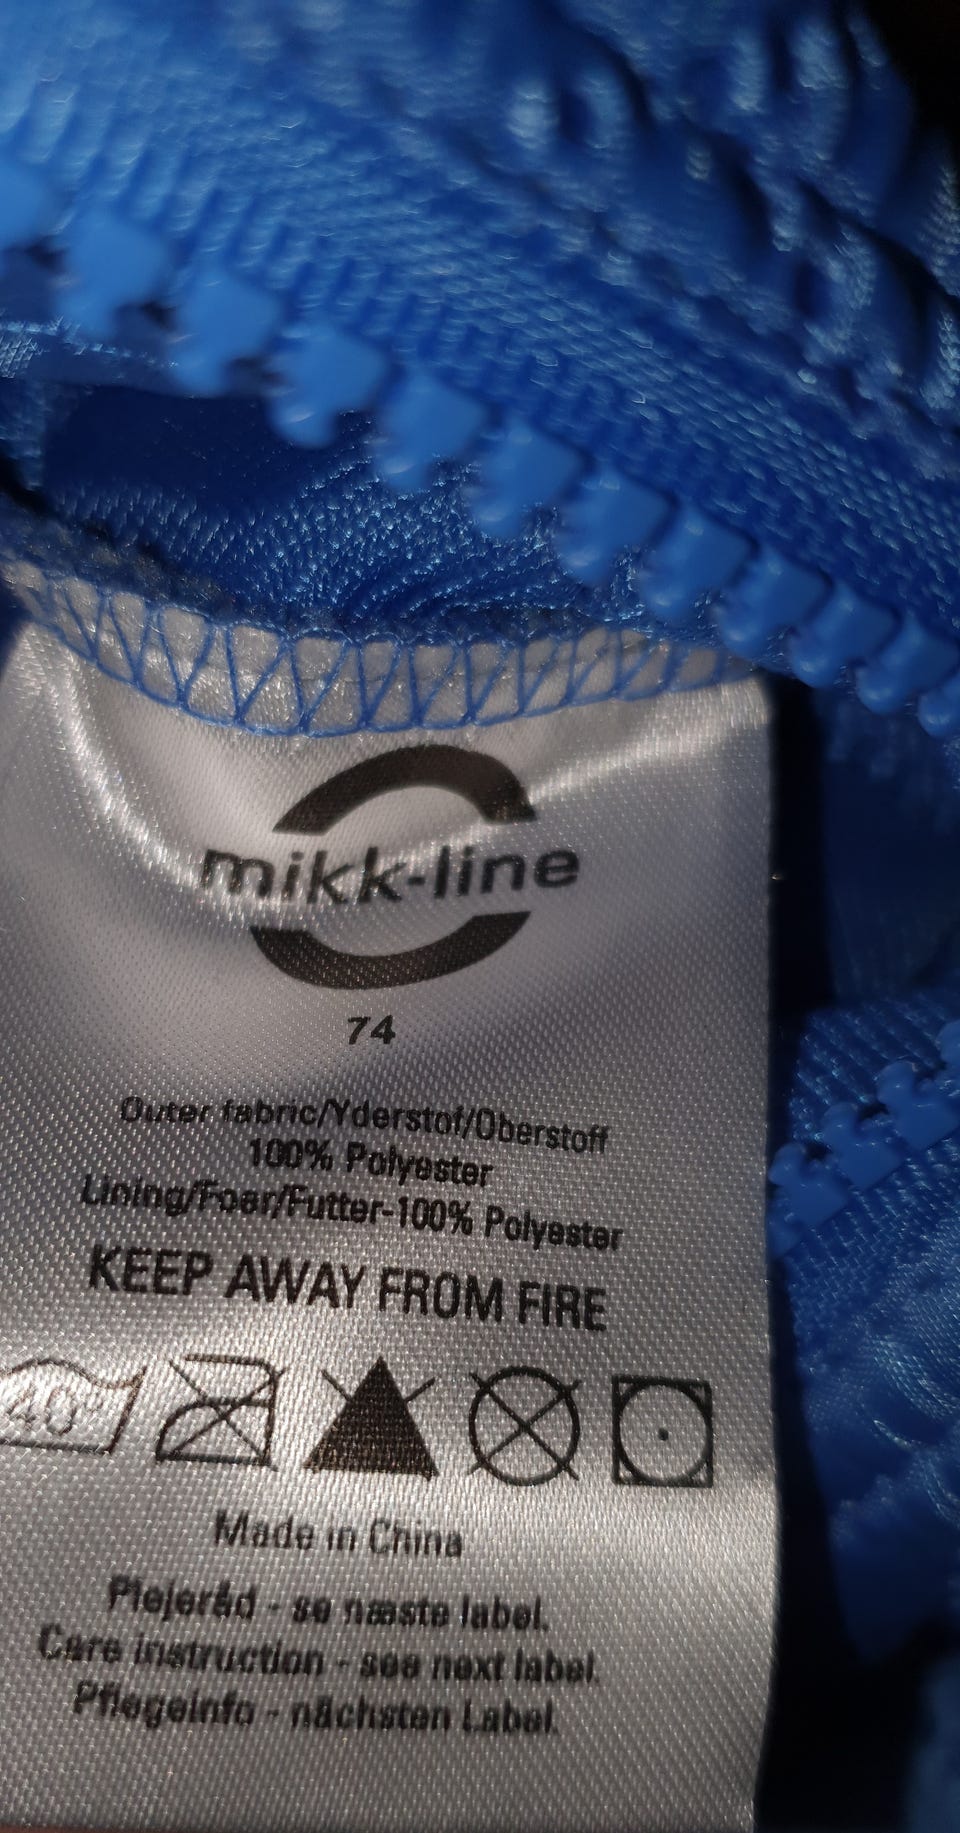 mikk-line
74
Outer fabric/Yderstof/Oberstoff
100% Polyester
Lining/Foer/Futter-100% Polyester
KEEP AWAY FROM FIRE
40°
Made in China
Plejeråd - se næste label.
Care instruction - see next label.
Pflegeinfo - nächsten Label.